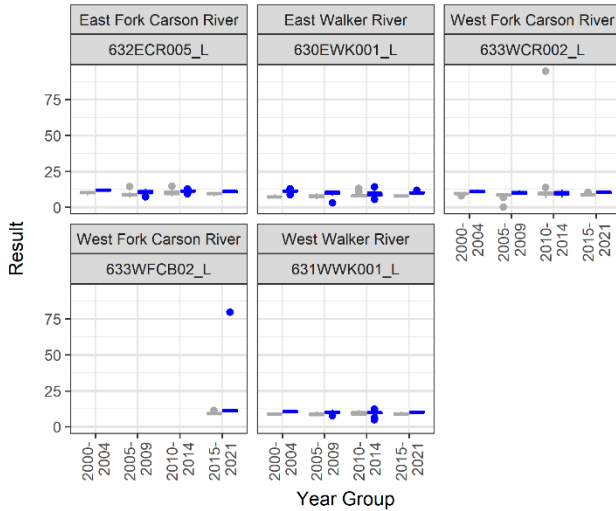 East Fork Carson River
East Walker River
West Fork Carson River
632ECR005_L
630EWK001_L
633WCR002_L
75
50
25
0
2000-
2004
2005-
2009
2010-
2014
2015-
2021
West Fork Carson River
West Walker River
633WFCB02_L
631WWK001_L
75
50
25
0
2000-
2004
2005-
2009
2010-
2014
2015-
2021
2000-
2004
2005-
2009
2010-
2014
2015-
2021
Result
Year Group